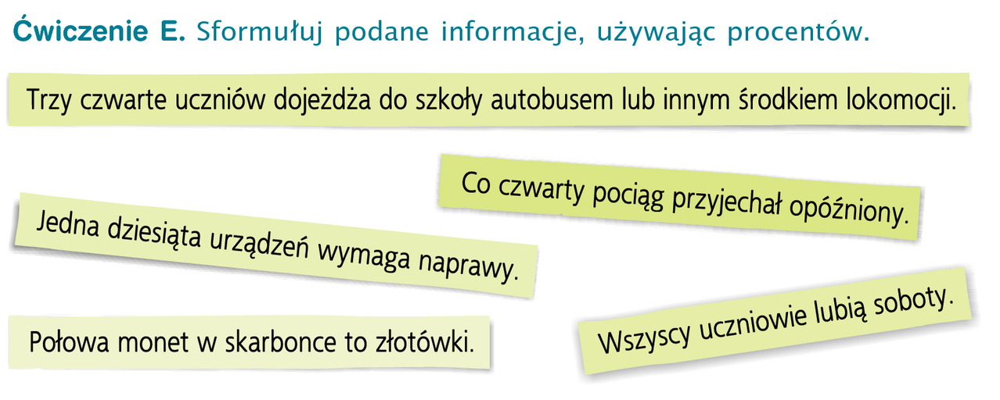 Ćwiczenie E. Sformułuj podane informacje, używając procentów.
Trzy czwarte uczniów dojeżdża do szkoły autobusem lub innym środkiem lokomocji.
Co czwarty pociąg przyjechał opóźniony.
Jedna dziesiąta urządzeń wymaga naprawy.
Wszyscy uczniowie lubią soboty.
Połowa monet w skarbonce to złotówki.